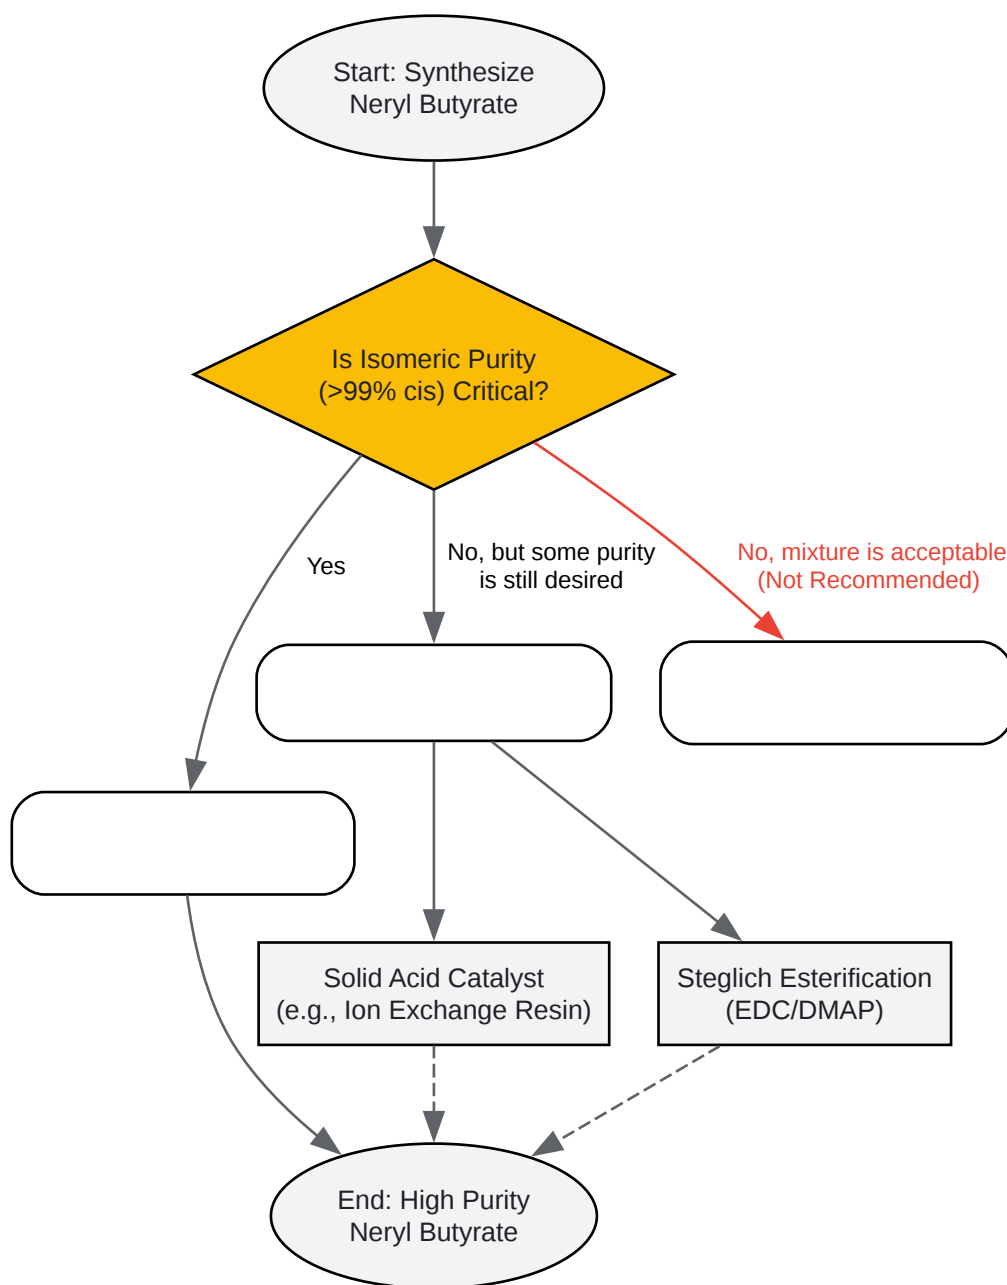 Start: Synthesize
Neryl Butyrate
Is Isomeric Purity
(>99% cis) Critical?
Yes
No, but some purity
is still desired
No, mixture is acceptable
(Not Recommended)
Solid Acid Catalyst
(e.g., Ion Exchange Resin)
Steglich Esterification
(EDC/DMAP)
End: High Purity
Neryl Butyrate